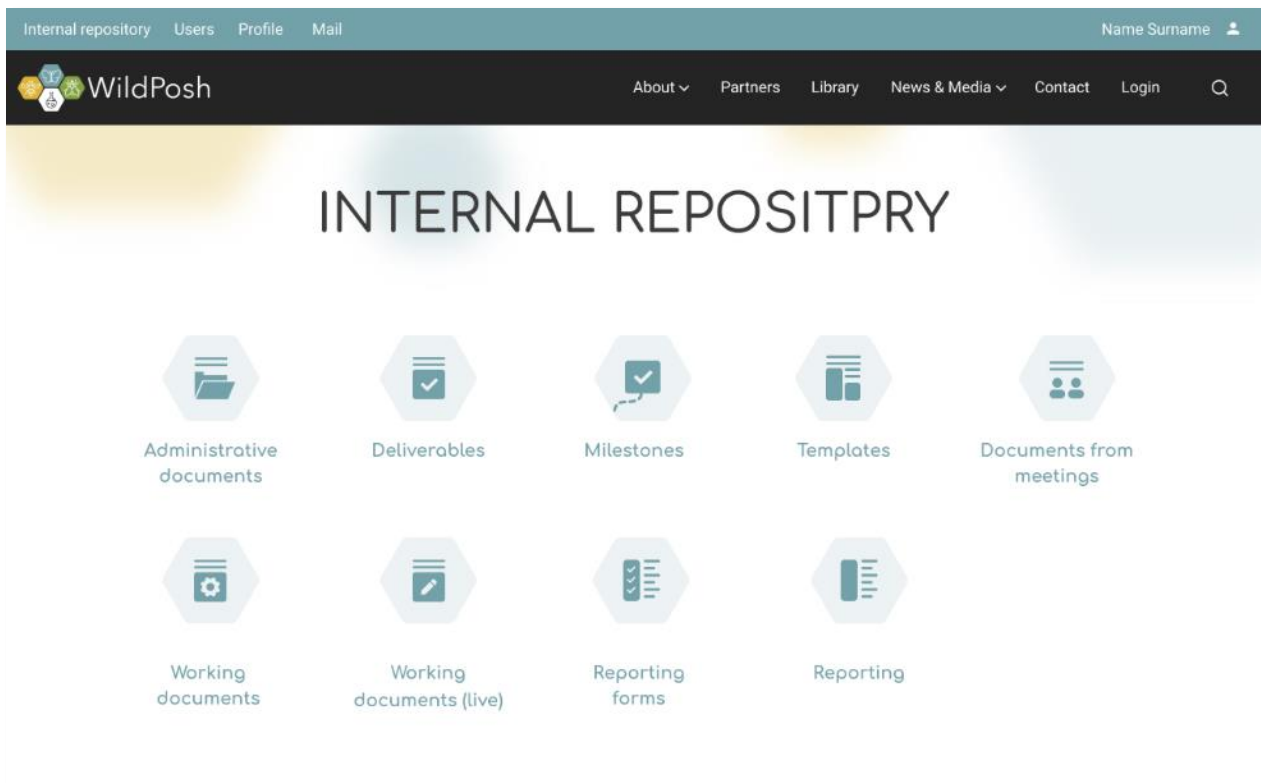 Internal repository Users Profile Mail Name Surname
WildPosh About Partners Library News & Media Contact Login
INTERNAL REPOSITPRY
Administrative documents
Deliverables
Milestones
Templates
Documents from meetings
Working documents
Working documents (live)
Reporting forms
Reporting